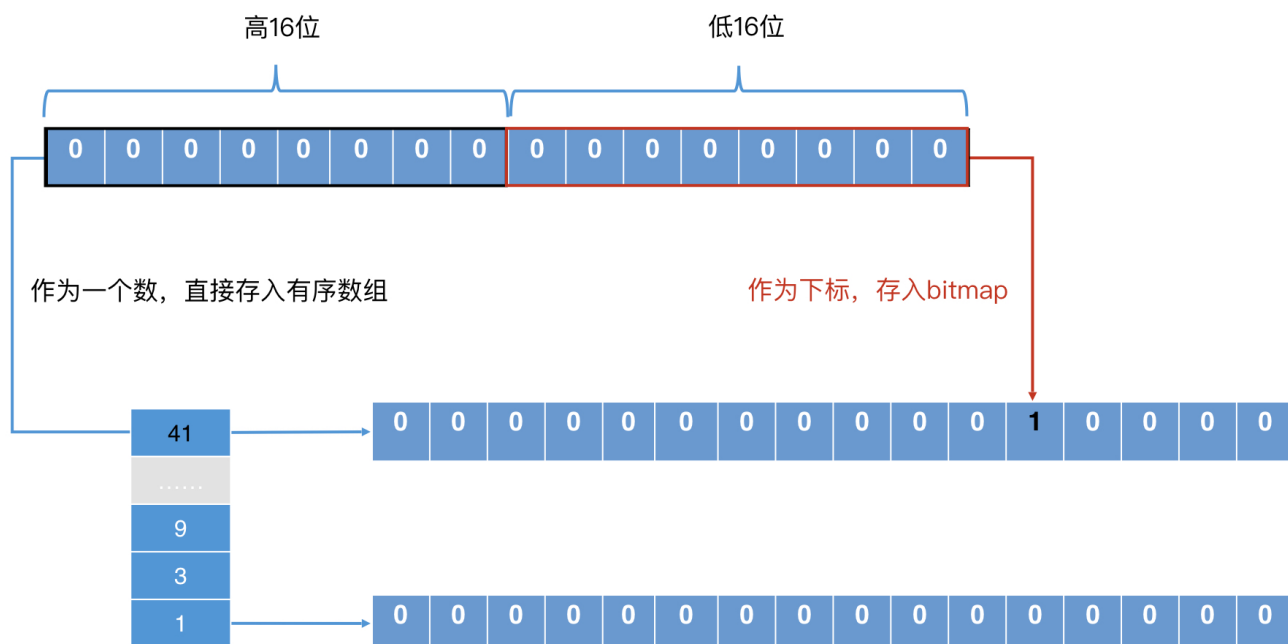 高16位 低16位
0 0 0 0 0 0 0 0 0 0 0 0 0 0 0 0
作为一个数，直接存入有序数组 作为下标，存入bitmap
41 0 0 0 0 0 0 0 0 0 0 0 1 0 0 0 0
......
9
3
1 0 0 0 0 0 0 0 0 0 0 0 0 0 0 0 0